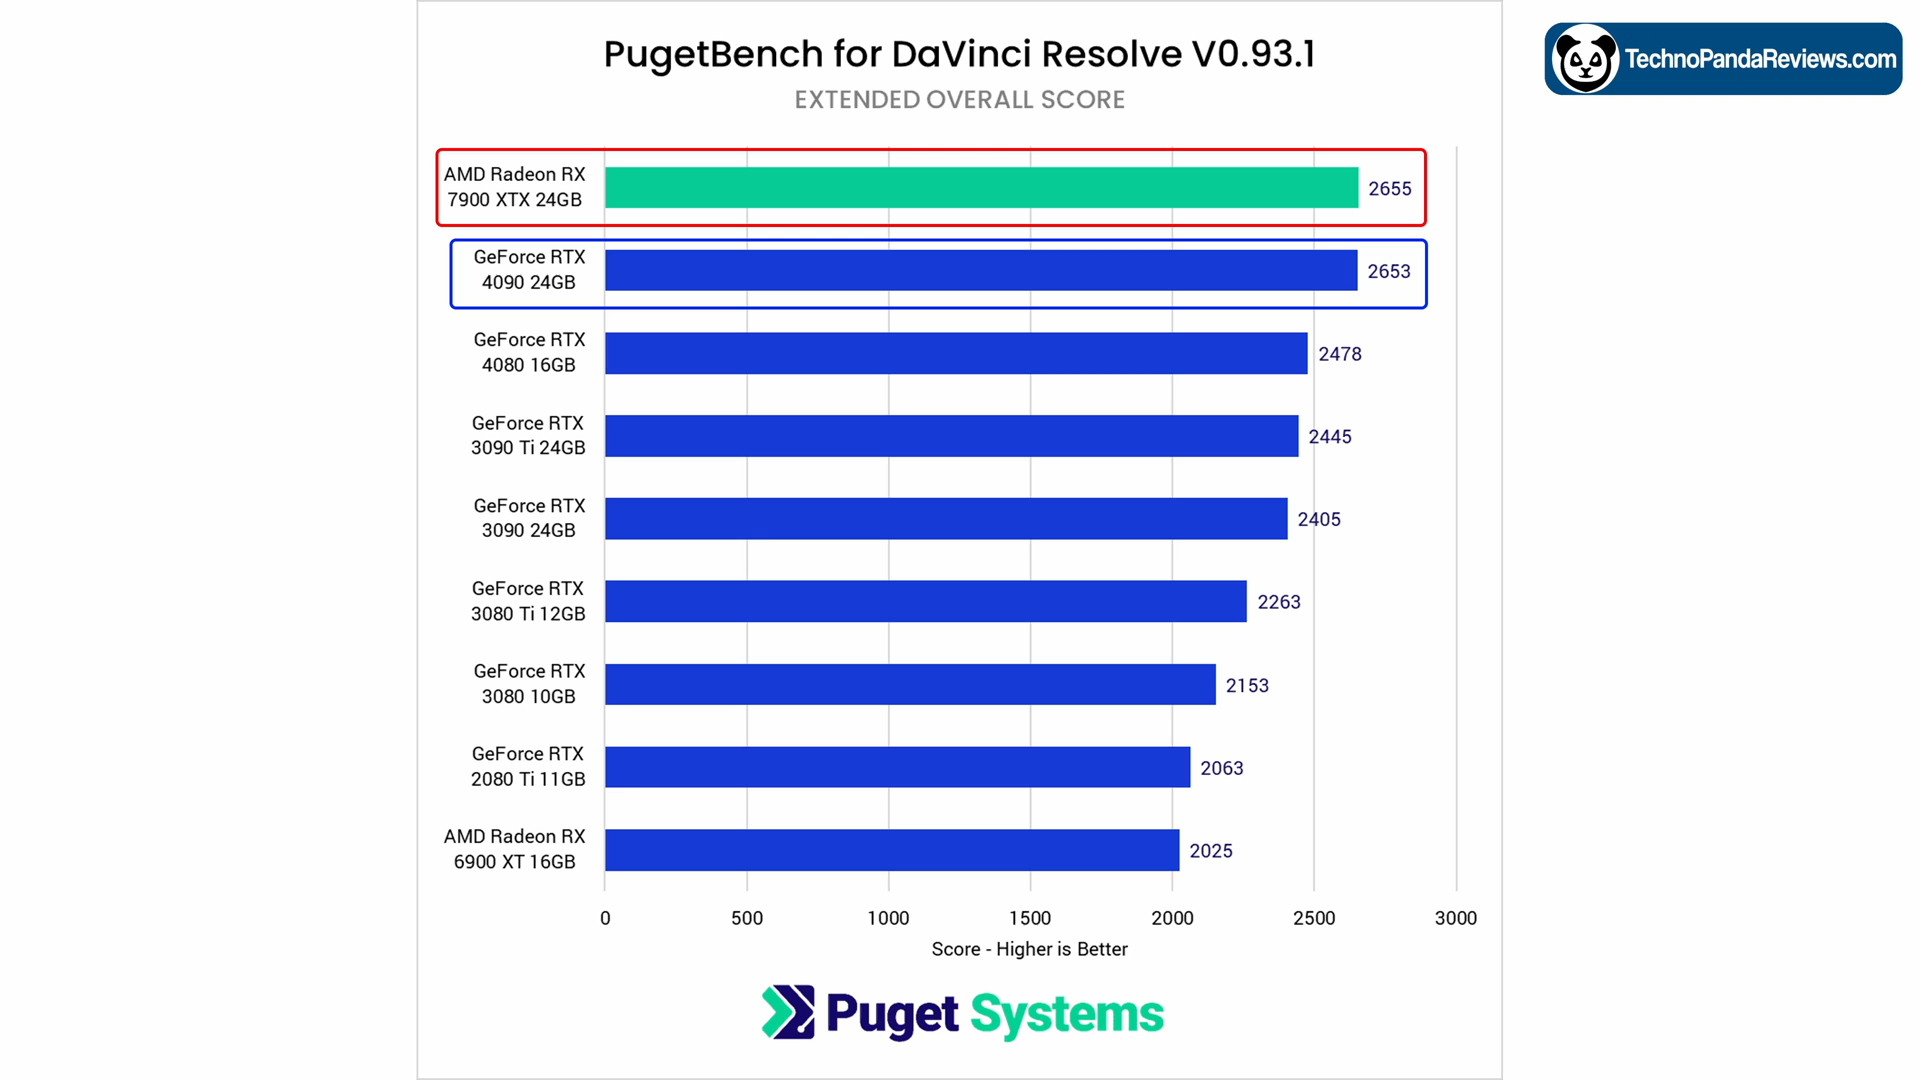 PugetBench for DaVinci Resolve V0.93.1
EXTENDED OVERALL SCORE
TechnoPandaReviews.com
AMD Radeon RX
7900 XTX 24GB
2655
GeForce RTX
4090 24GB
2653
GeForce RTX
4080 16GB
2478
GeForce RTX
3090 Ti 24GB
2445
GeForce RTX
3090 24GB
2405
GeForce RTX
3080 Ti 12GB
2263
GeForce RTX
3080 10GB
2153
GeForce RTX
2080 Ti 11GB
2063
AMD Radeon RX
6900 XT 16GB
2025
0 500 1000 1500 2000 2500 3000
Score - Higher is Better
Puget Systems